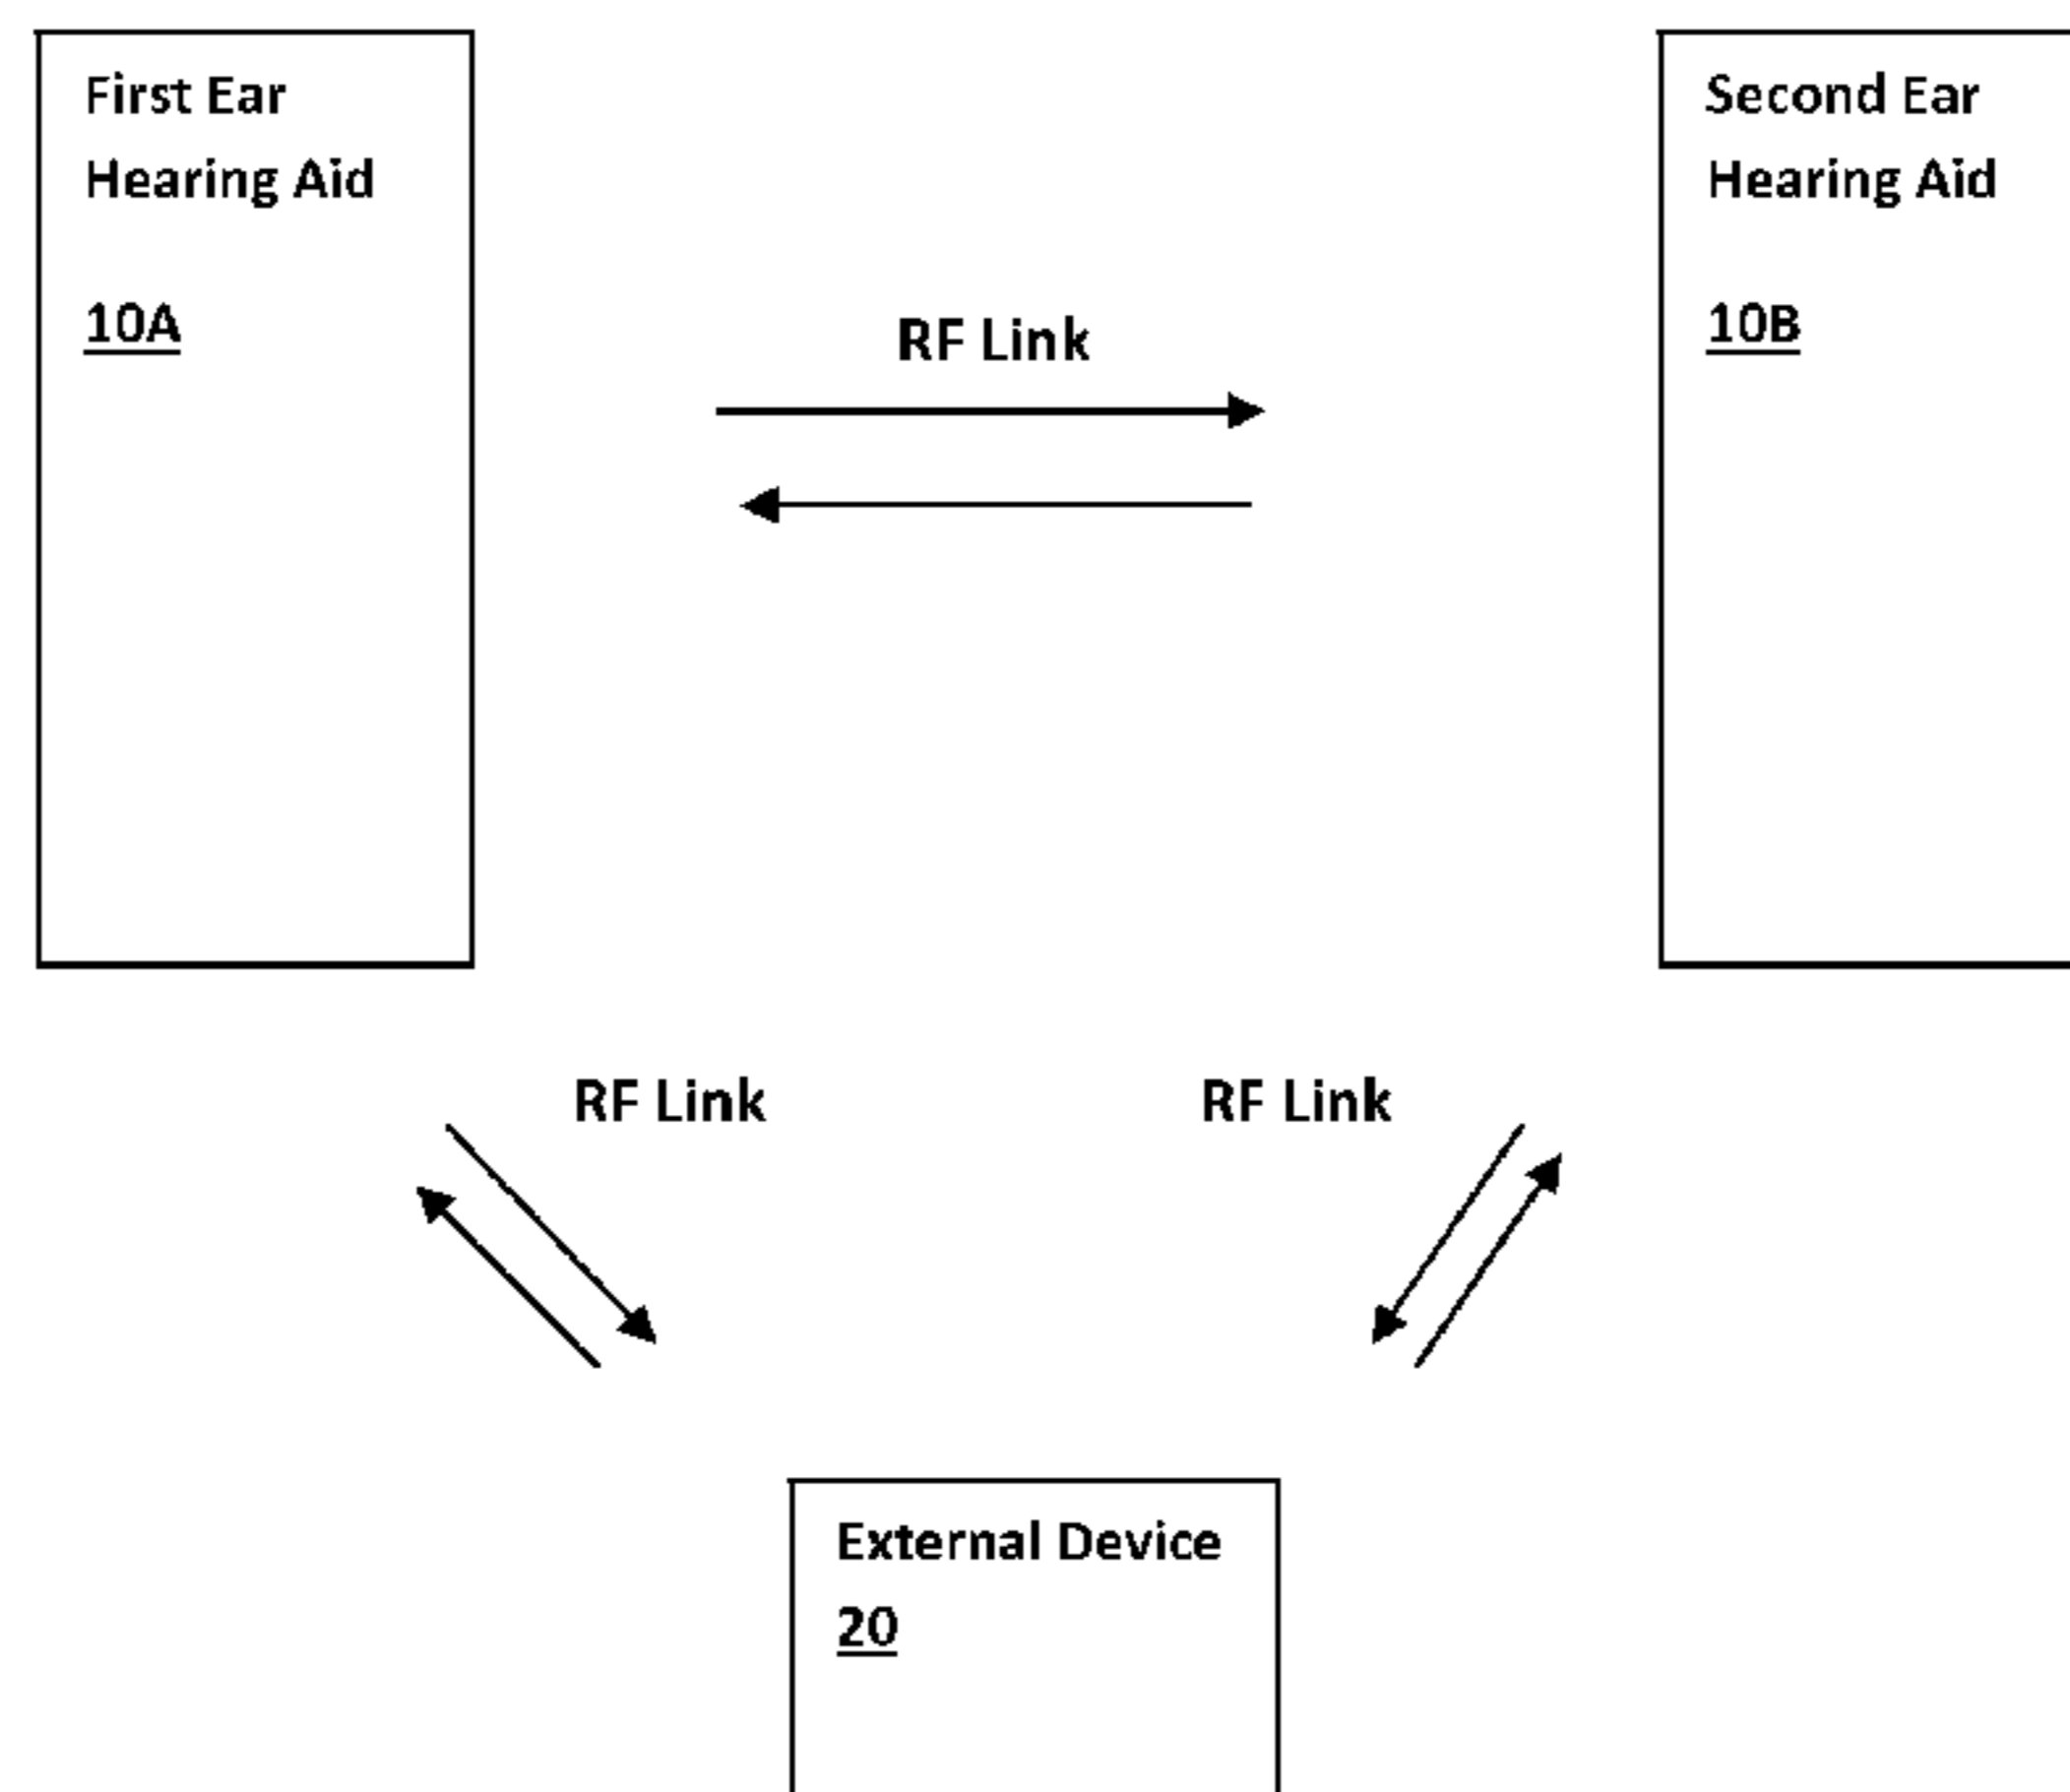 First Ear
Hearing Aid
10A
Second Ear
Hearing Aid
10B
RF Link
RF Link
RF Link
External Device
20